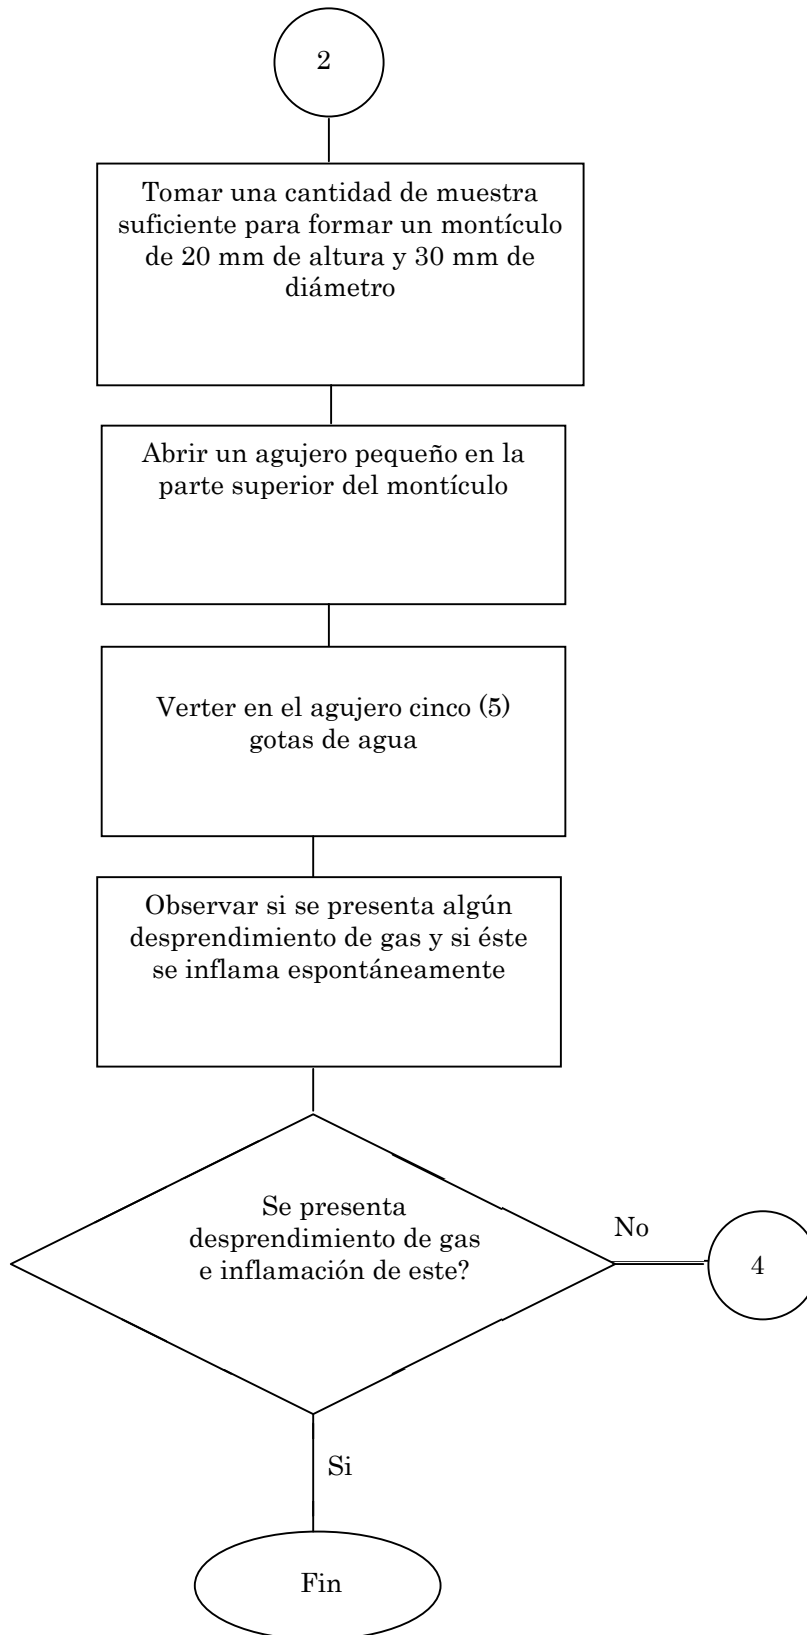 2
Tomar una cantidad de muestra
suficiente para formar un montículo
de 20 mm de altura y 30 mm de
diámetro
Abrir un agujero pequeño en la
parte superior del montículo
Verter en el agujero cinco (5)
gotas de agua
Observar si se presenta algún
desprendimiento de gas y si éste
se inflama espontáneamente
Se presenta
desprendimiento de gas
e inflamación de este?
No
4
Si
Fin